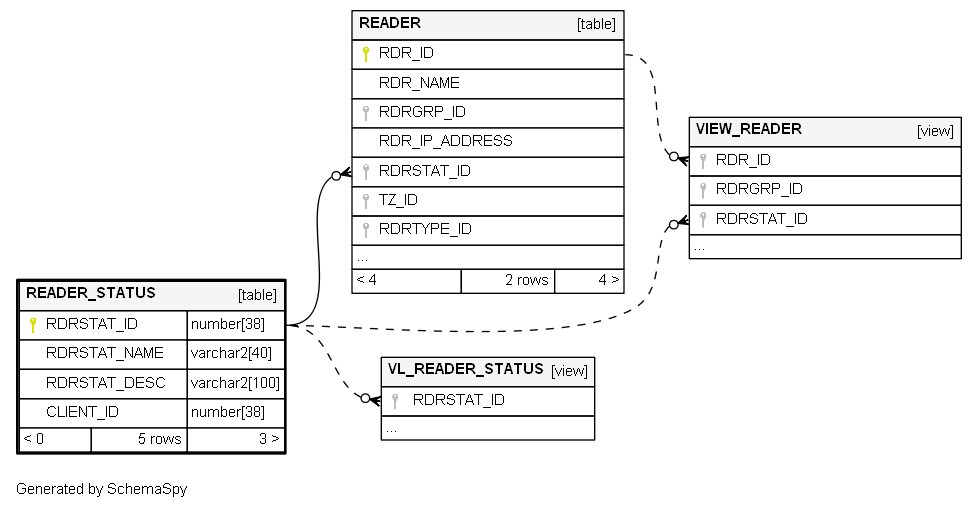 READER [table]
RDR_ID
RDR_NAME
RDRGRP_ID
RDR_IP_ADDRESS
RDRSTAT_ID
TZ_ID
RDRTYPE_ID
...
< 4 2 rows 4 >
VIEW_READER [view]
RDR_ID
RDRGRP_ID
RDRSTAT_ID
...
READER_STATUS [table]
RDRSTAT_ID number[38]
RDRSTAT_NAME varchar2[40]
RDRSTAT_DESC varchar2[100]
CLIENT_ID number[38]
< 0 5 rows 3 >
VL_READER_STATUS [view]
RDRSTAT_ID
...
Generated by SchemaSpy